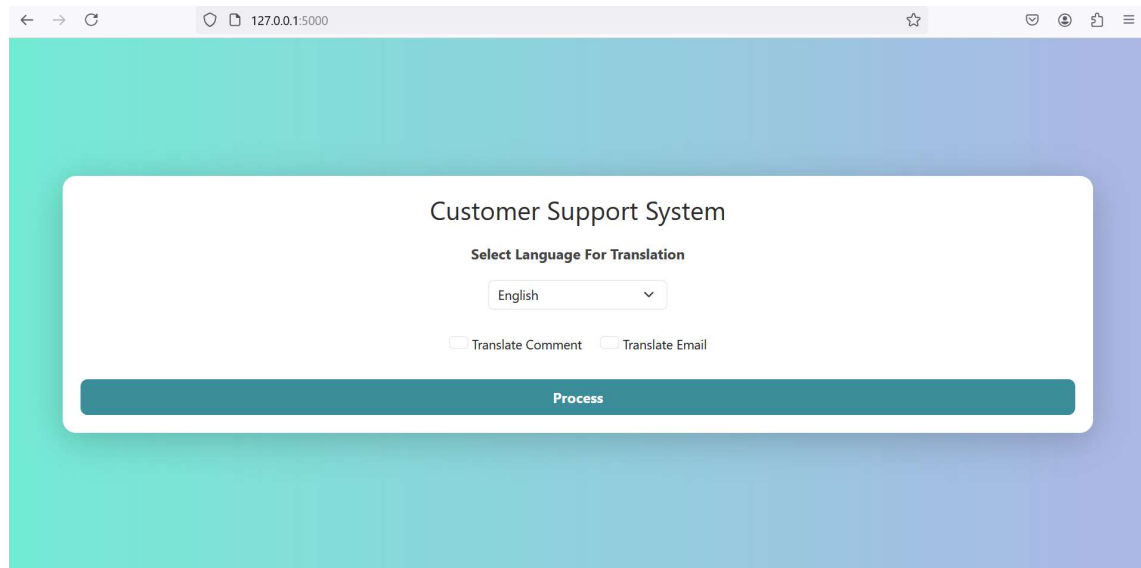 127.0.0.1:5000
Customer Support System
Select Language For Translation
English
Translate Comment Translate Email
Process